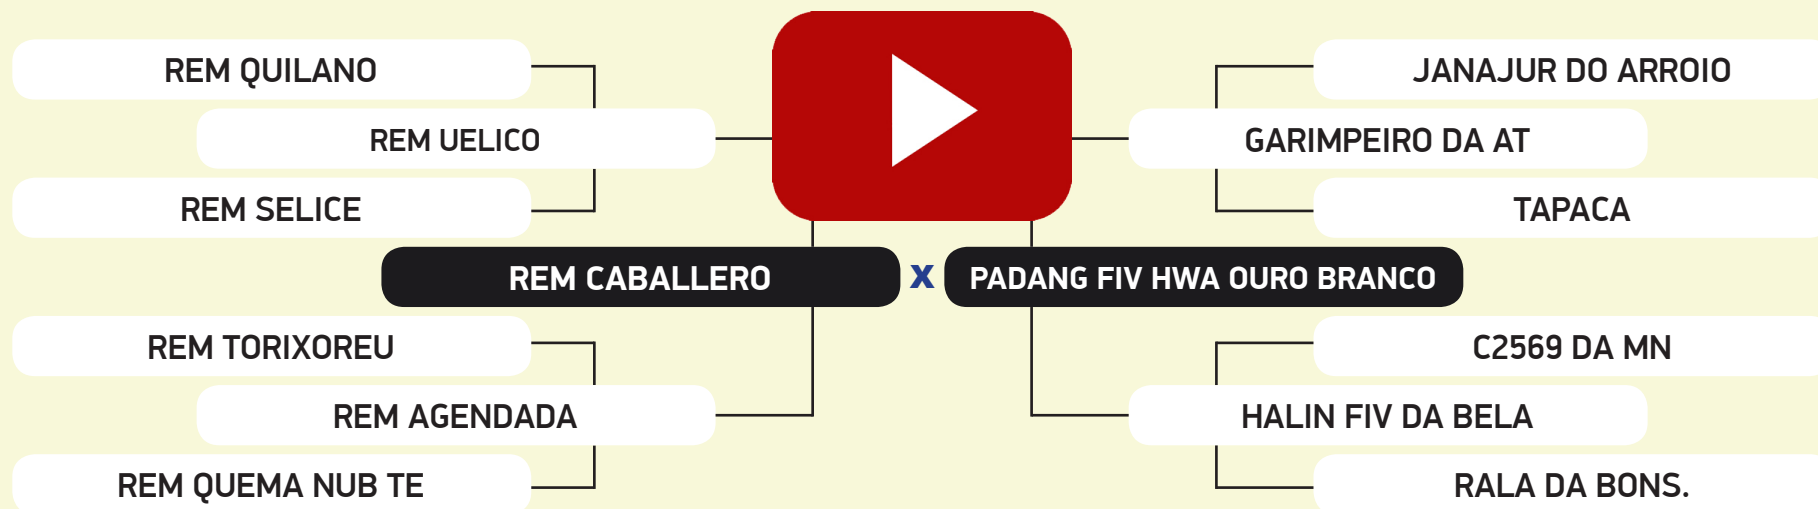 REM QUILANO
JANAJUR DO ARROIO
REM UELICO
GARIMPEIRO DA AT
REM SELICE
TAPACA
REM CABALLERO X PADANG FIV HWA OURO BRANCO
REM TORIXOREU
C2569 DA MN
REM AGENDADA
HALIN FIV DA BELA
REM QUEMA NUB TE
RALA DA BONS.